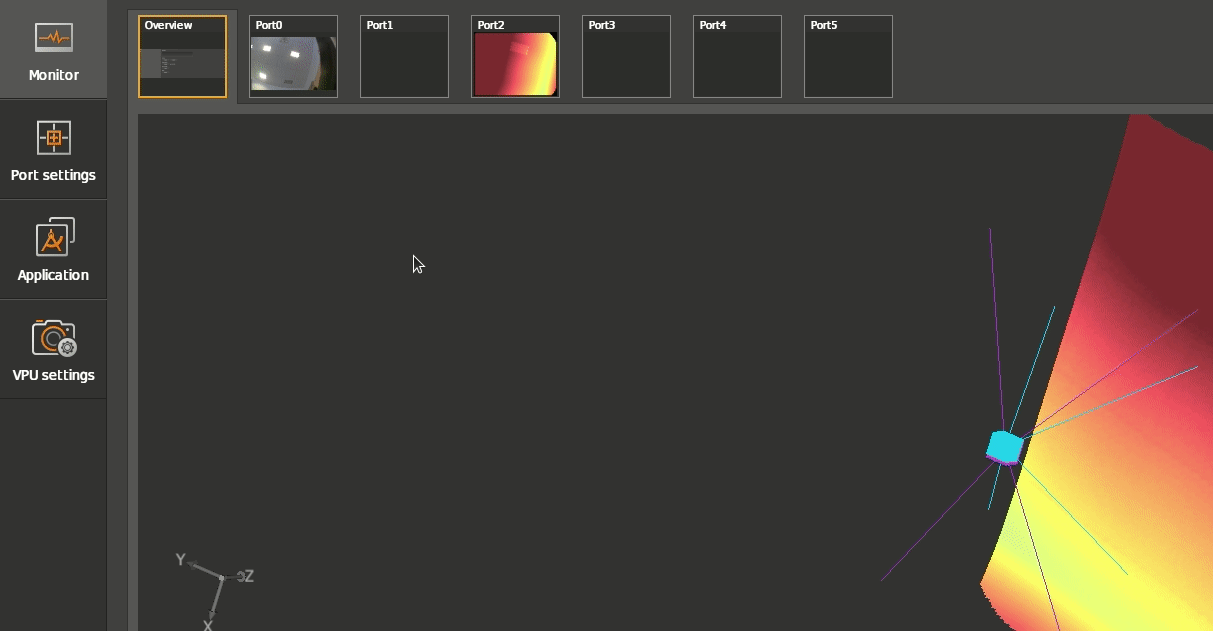 Overview
Port0
Port1
Port2
Port3
Port4
Port5
Monitor
Port settings
Application
VPU settings
Y
Z
X